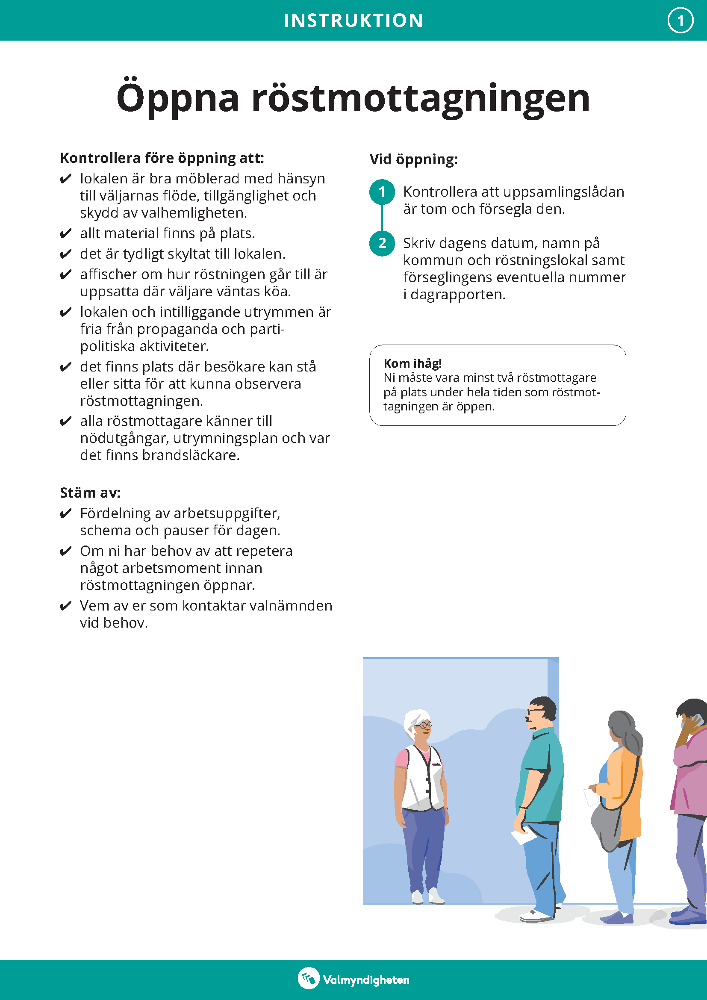 INSTRUKTION
1
Öppna röstmottagningen
Kontrollera före öppning att:
✔ lokalen är bra möblerad med hänsyn
till väljarnas flöde, tillgänglighet och
skydd av valhemligheten.
✔ allt material finns på plats.
✔ det är tydligt skyltat till lokalen.
✔ affischer om hur röstningen går till är
uppsatta där väljare väntas köa.
✔ lokalen och intilliggande utrymmen är
fria från propaganda och parti-
politiska aktiviteter.
✔ det finns plats där besökare kan stå
eller sitta för att kunna observera
röstmottagningen.
✔ alla röstmottagare känner till
nödutgångar, utrymningsplan och var
det finns brandsläckare.
Stäm av:
✔ Fördelning av arbetsuppgifter,
schema och pauser för dagen.
✔ Om ni har behov av att repetera
något arbetsmoment innan
röstmottagningen öppnar.
✔ Vem av er som kontaktar valnämnden
vid behov.
Vid öppning:
1 Kontrollera att uppsamlingslådan
är tom och försegla den.
2 Skriv dagens datum, namn på
kommun och röstningslokal samt
förseglingens eventuella nummer
i dagrapporten.
Kom ihåg!
Ni måste vara minst två röstmottagare
på plats under hela tiden som röstmot-
tagningen är öppen.
Valmyndigheten